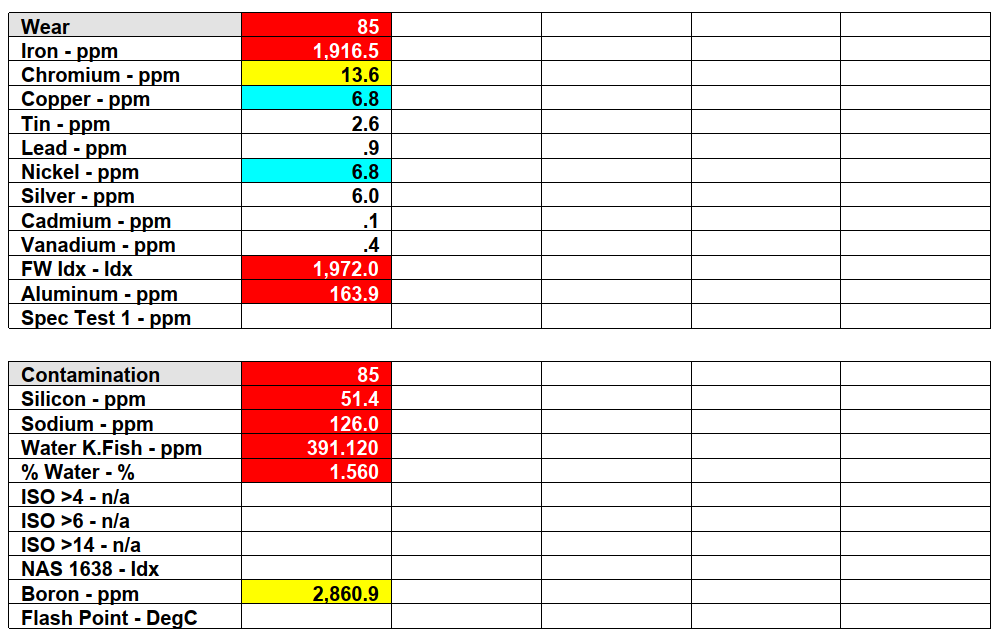 Wear 85
Iron - ppm 1,916.5
Chromium - ppm 13.6
Copper - ppm 6.8
Tin - ppm 2.6
Lead - ppm .9
Nickel - ppm 6.8
Silver - ppm 6.0
Cadmium - ppm .1
Vanadium - ppm .4
FW Idx - Idx 1,972.0
Aluminum - ppm 163.9
Spec Test 1 - ppm
Contamination 85
Silicon - ppm 51.4
Sodium - ppm 126.0
Water K.Fish - ppm 391.120
% Water - % 1.560
ISO >4 - n/a
ISO >6 - n/a
ISO >14 - n/a
NAS 1638 - Idx
Boron - ppm 2,860.9
Flash Point - DegC